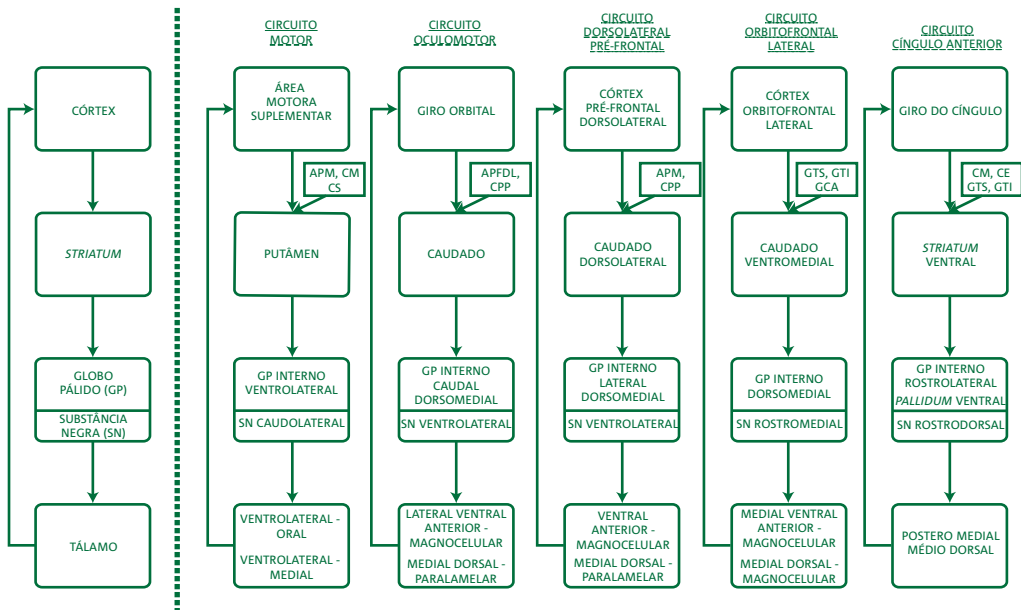 CIRCUITO
MOTOR
CIRCUITO
OCULOMOTOR
CIRCUITO
DORSOLATERAL
PRÉ-FRONTAL
CIRCUITO
ORBITOFRONTAL
LATERAL
CIRCUITO
CÍNGULO ANTERIOR
CÓRTEX
STRIATUM
GLOBO
PÁLIDO (GP)
SUBSTÂNCIA
NEGRA (SN)
TÁLAMO
ÁREA
MOTORA
SUPLEMENTAR
APM, CM
CS
PUTÂMEN
GP INTERNO
VENTROLATERAL
SN CAUDOLATERAL
VENTROLATERAL -
ORAL
VENTROLATERAL -
MEDIAL
GIRO ORBITAL
APFDL,
CPP
CAUDADO
GP INTERNO
CAUDAL
DORSOMEDIAL
SN VENTROLATERAL
LATERAL VENTRAL
ANTERIOR -
MAGNOCELULAR
MEDIAL DORSAL -
PARALAMELAR
CÓRTEX
PRÉ-FRONTAL
DORSOLATERAL
APM,
CPP
CAUDADO
DORSOLATERAL
GP INTERNO
LATERAL
DORSOMEDIAL
SN VENTROLATERAL
VENTRAL
ANTERIOR -
MAGNOCELULAR
MEDIAL DORSAL -
PARALAMELAR
CÓRTEX
ORBITOFRONTAL
LATERAL
GTS, GTI
GCA
CAUDADO
VENTROMEDIAL
GP INTERNO
DORSOMEDIAL
SN ROSTROMEDIAL
MEDIAL VENTRAL
ANTERIOR -
MAGNOCELULAR
MEDIAL DORSAL -
MAGNOCELULAR
GIRO DO CÍNGULO
CM, CE
GTS, GTI
STRIATUM
VENTRAL
GP INTERNO
ROSTROLATERAL
PALLIDUM VENTRAL
SN ROSTRODORSAL
POSTERO MEDIAL
MÉDIO DORSAL